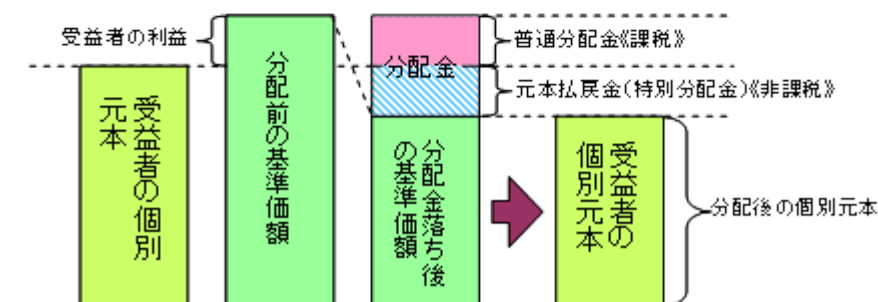 受益者の利益
普通分配金《課税》
分配金
元本払戻金(特別分配金)《非課税》
受益者の個別
元本
分配前の基準価額
分配金落ち後
の基準価額
受益者の
個別元本
分配後の個別元本